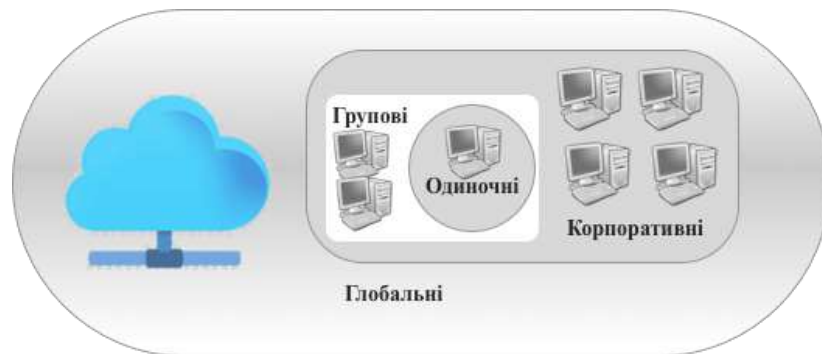 Групові
Одиночні
Корпоративні
Глобальні